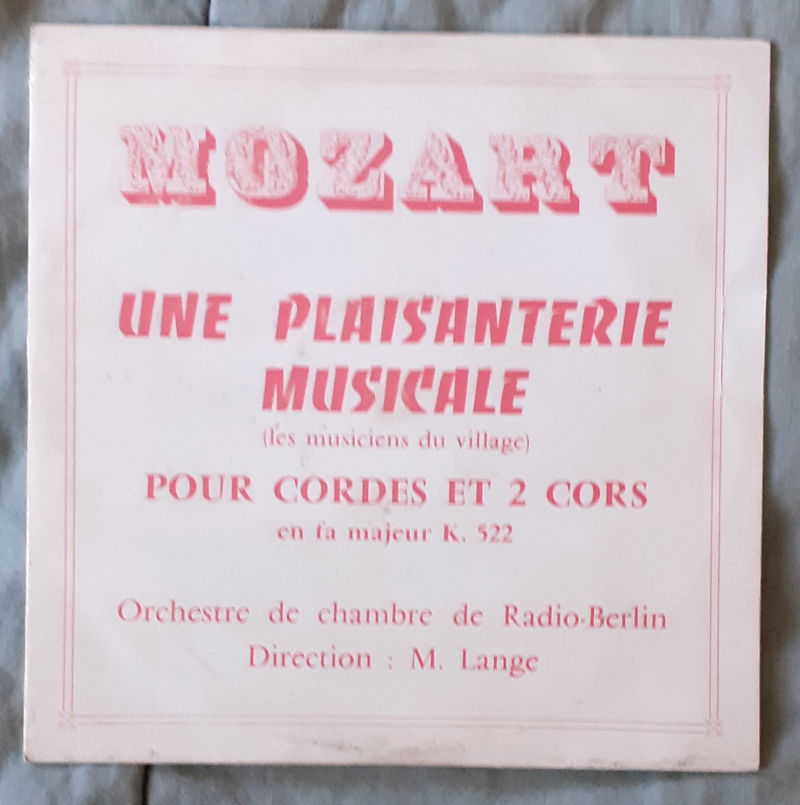 MOZART
UNE PLAISANTERIE
MUSICALE
(les musiciens du village)
POUR CORDES ET 2 CORS
en fa majeur K. 522
Orchestre de chambre de Radio-Berlin
Direction : M. Lange